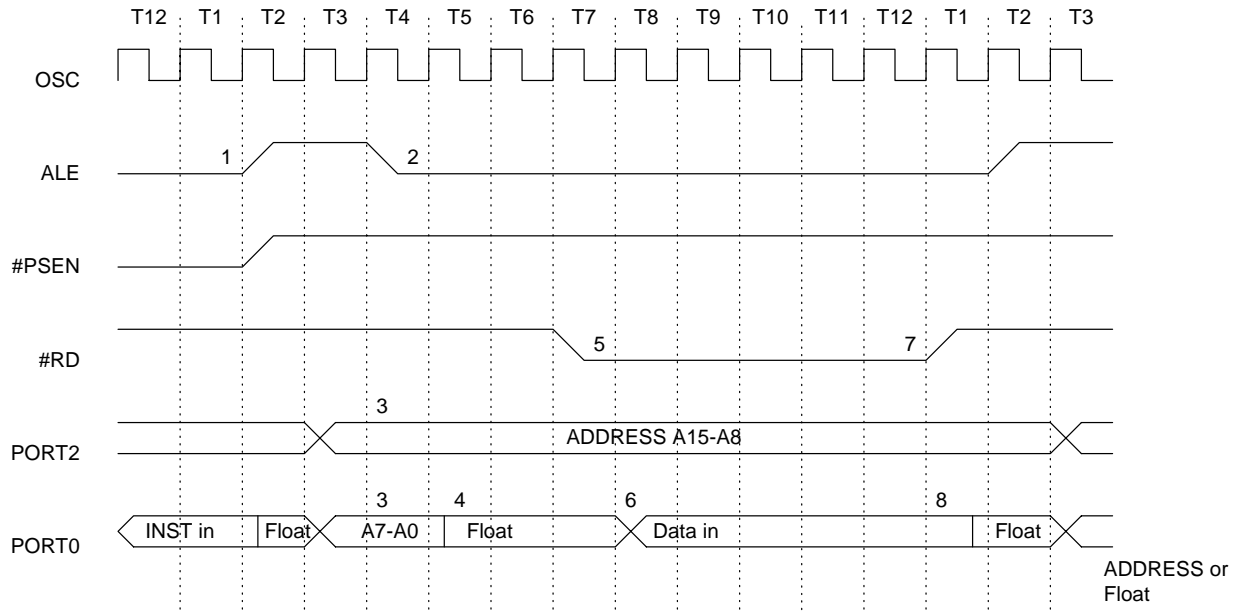 T12 T1 T2 T3 T4 T5 T6 T7 T8 T9 T10 T11 T12 T1 T2 T3
OSC
1 2
ALE
#PSEN
5 7
#RD
3
ADDRESS A15-A8
PORT2
3 4 6 8
INST in Float A7-A0 Float Data in Float
PORT0
ADDRESS or
Float